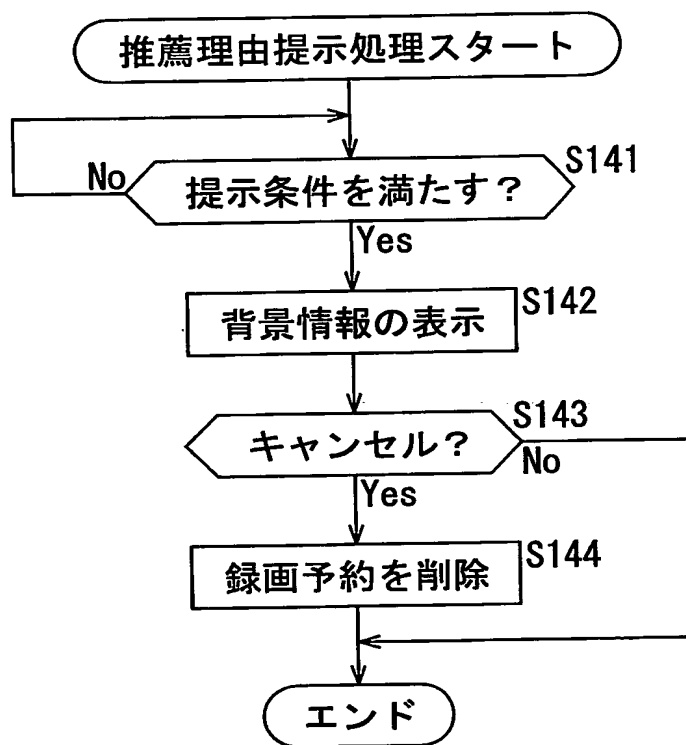 推薦理由提示処理スタート
S141
No
提示条件を満たす？
Yes
S142
背景情報の表示
S143
キャンセル？
No
Yes
S144
録画予約を削除
エンド